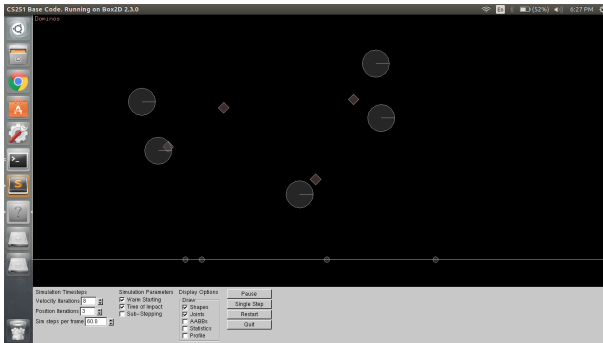 CS251 Base Code. Running on Box2D 2.3.0
En
(52%)
6:27 PM
Dominos
Simulation Timesteps
Velocity Iterations 8
Position Iterations 3
Sim steps per frame 60.0
Simulation Parameters
Warm Starting
Time of Impact
Sub-Stepping
Display Options
Draw
Shapes
Joints
AABBs
Statistics
Profile
Pause
Single Step
Restart
Quit